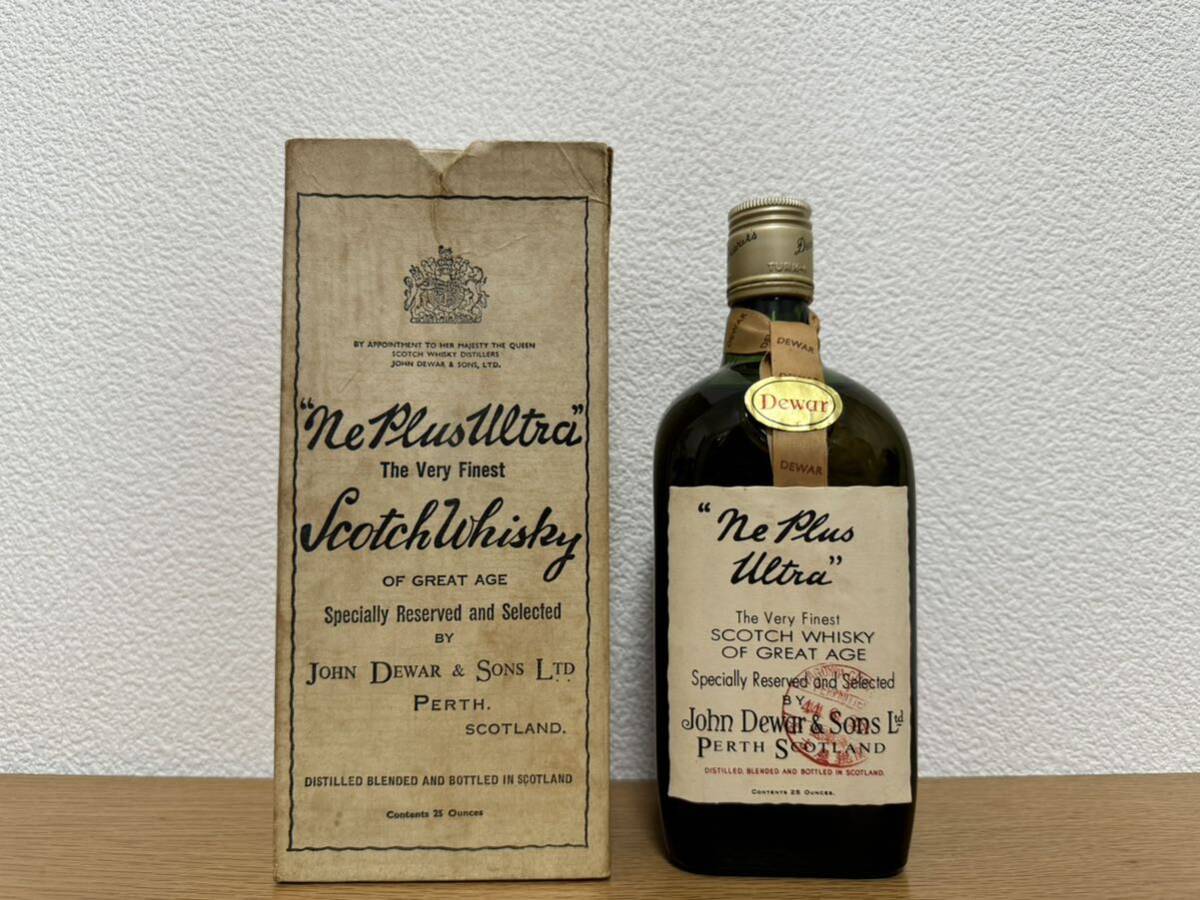 BY APPOINTMENT TO HER MAJESTY THE QUEEN
SCOTCH WHISKY DISTILLERS
JOHN DEWAR & SONS, LTD.
"Ne Plus Ultra"
The Very Finest
Scotch Whisky
OF GREAT AGE
Specially Reserved and Selected
BY
JOHN DEWAR & SONS LTD
PERTH.
SCOTLAND.
DISTILLED BLENDED AND BOTTLED IN SCOTLAND
Contents 25 Ounces
DEWAR
DEWAR
Dewar
DEWAR
"Ne Plus
Ultra"
The Very Finest
SCOTCH WHISKY
OF GREAT AGE
Specially Reserved and Selected
BY
John Dewar & Sons Ltd
PERTH SCOTLAND
DISTILLED, BLENDED AND BOTTLED IN SCOTLAND.
Contents 25 Ounces.